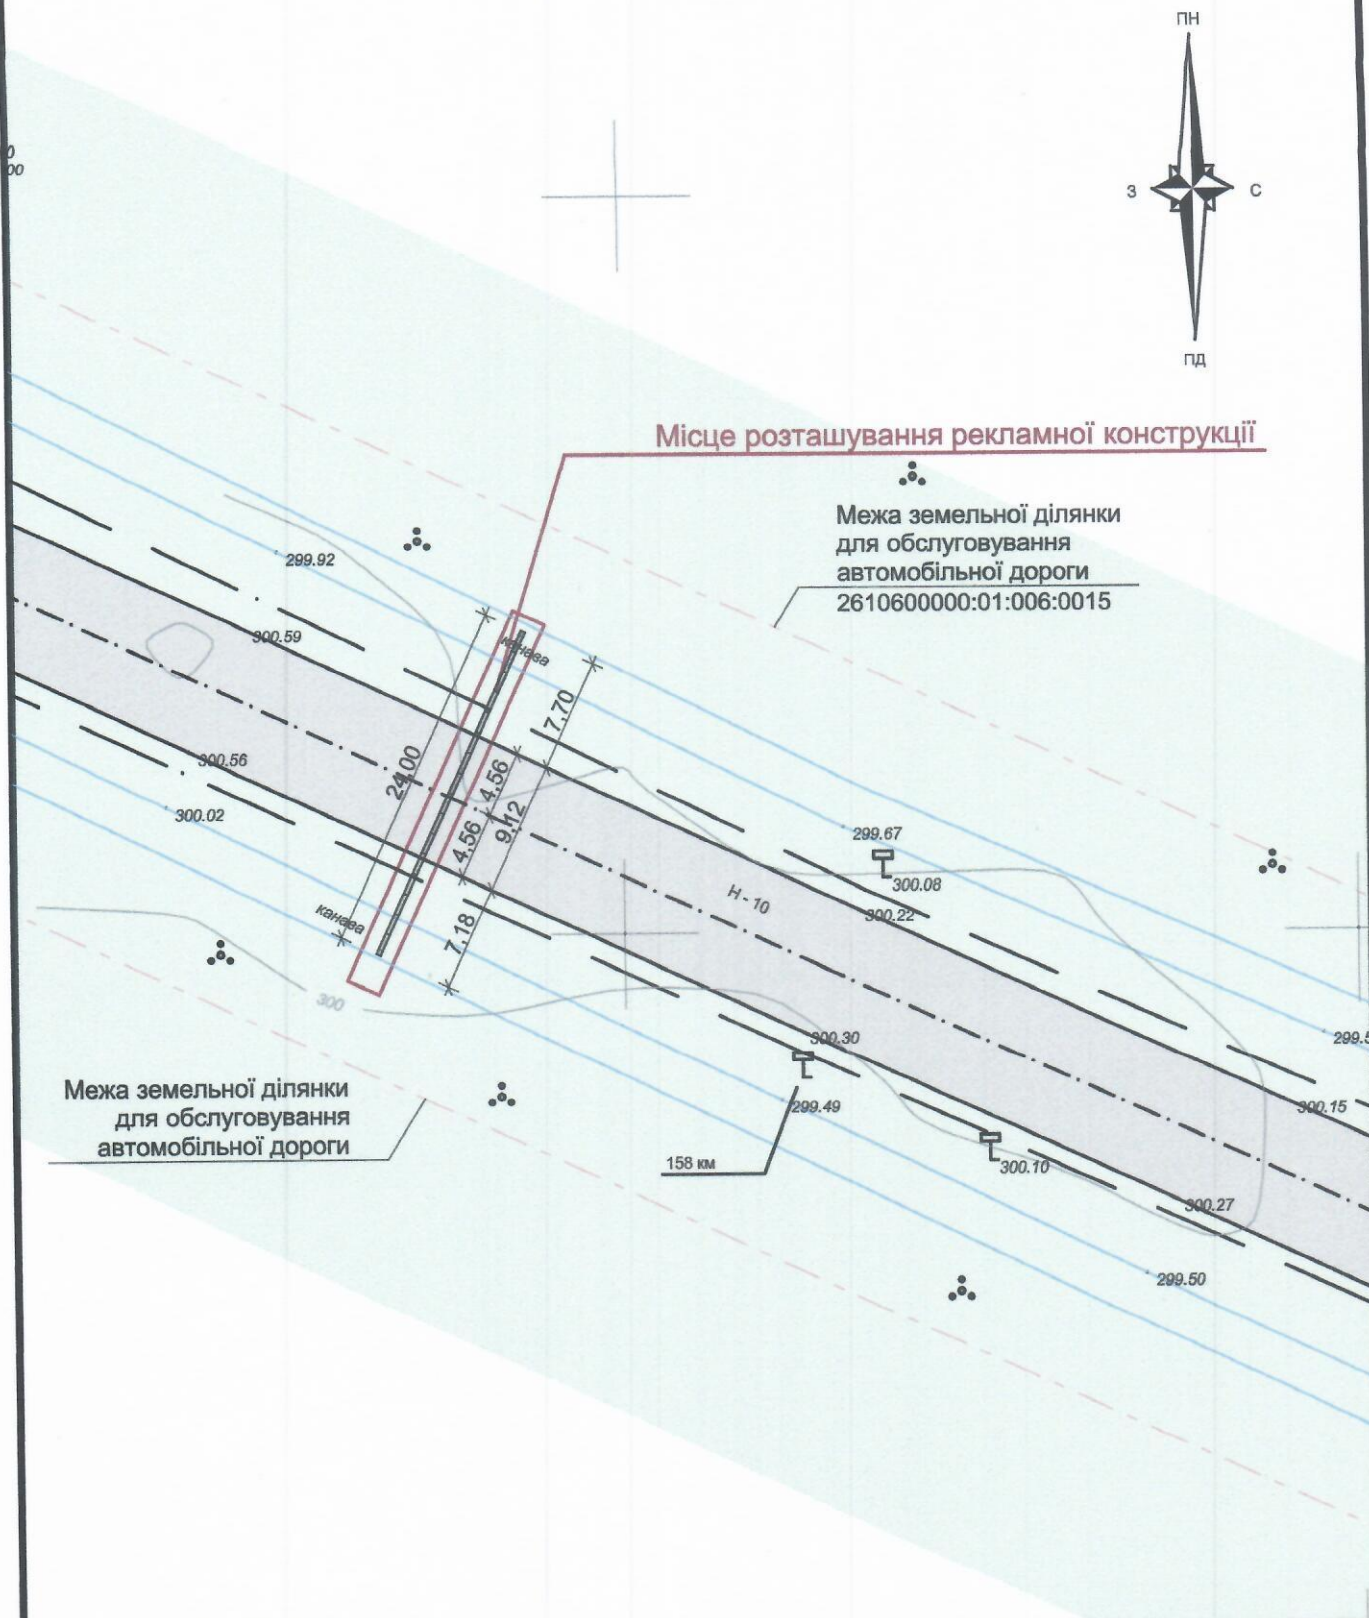 ПН
00
З
С
ПД
Місце розташування рекламної конструкції
Межа земельної ділянки
для обслуговування
автомобільної дороги
2610600000:01:006:0015
299.92
300.59
канава
7,70
300.56
24,00
4,56
9,12
4,56
300.02
299.67
300.08
Н - 10
300.22
канава
7,18
300
300.30
299.5
Межа земельної ділянки
для обслуговування
автомобільної дороги
299.49
300.15
158 км
300.10
300.27
299.50